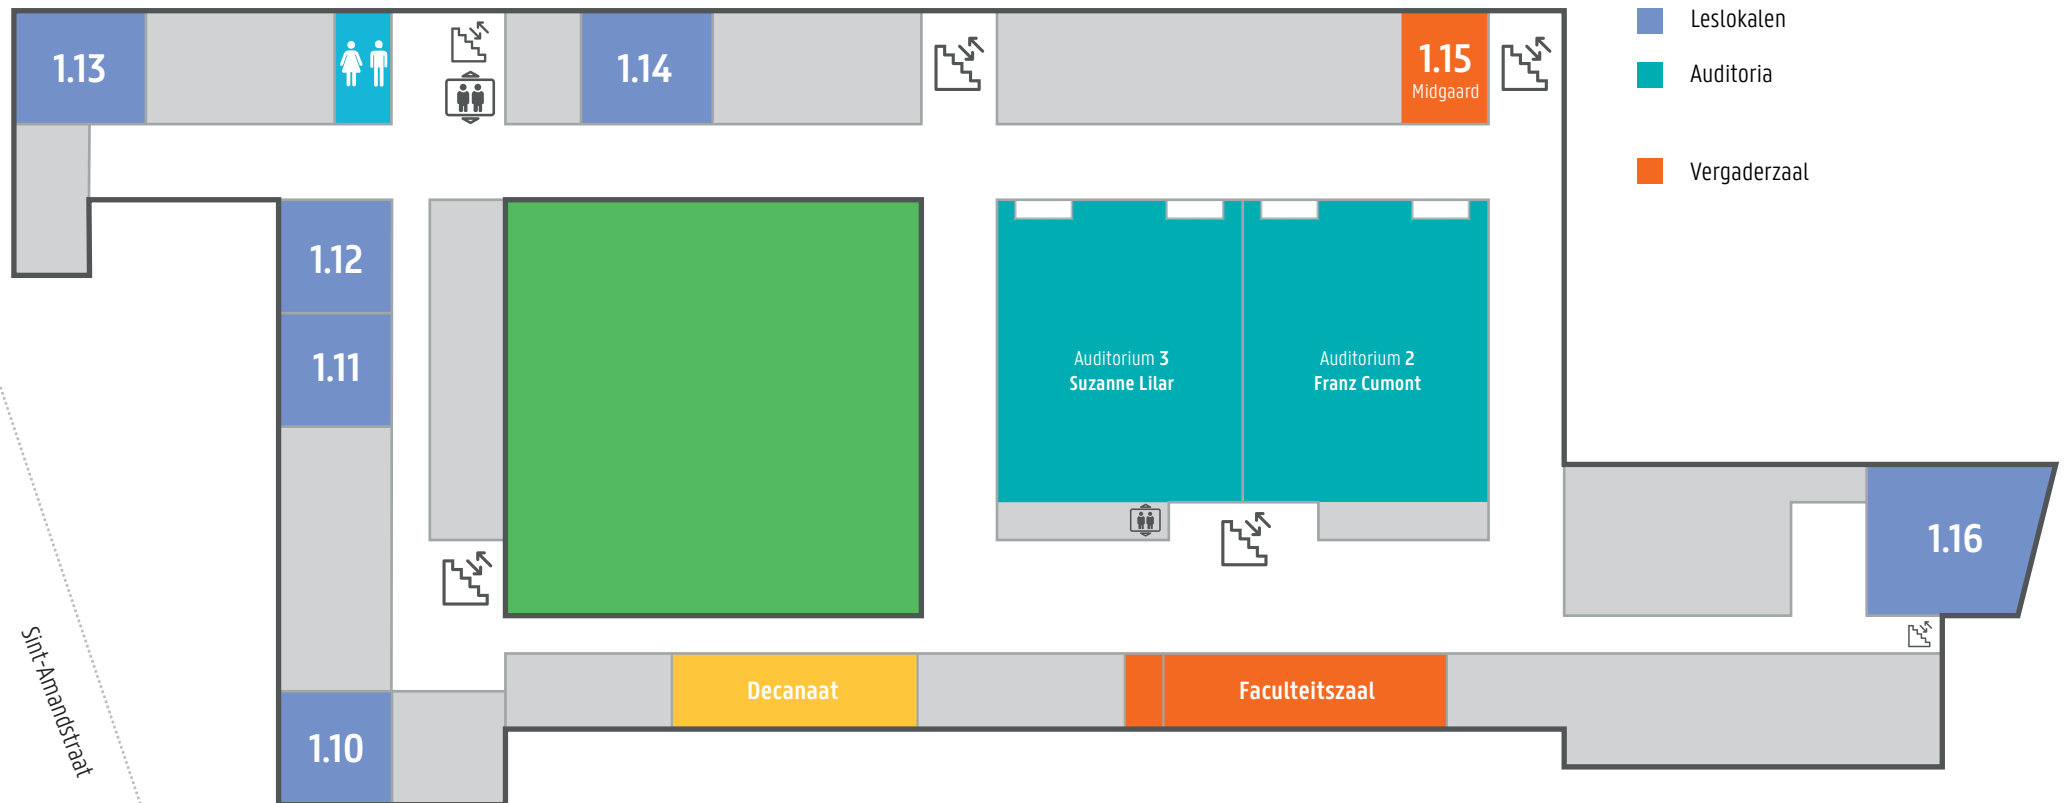 Leslokalen
Auditoria
Vergaderzaal
1.13
1.14
1.15
Midgaard
1.12
1.11
Auditorium 3
Suzanne Lilar
Auditorium 2
Franz Cumont
1.16
Sint-Amandstraat
Decanaat
Faculteitszaal
1.10